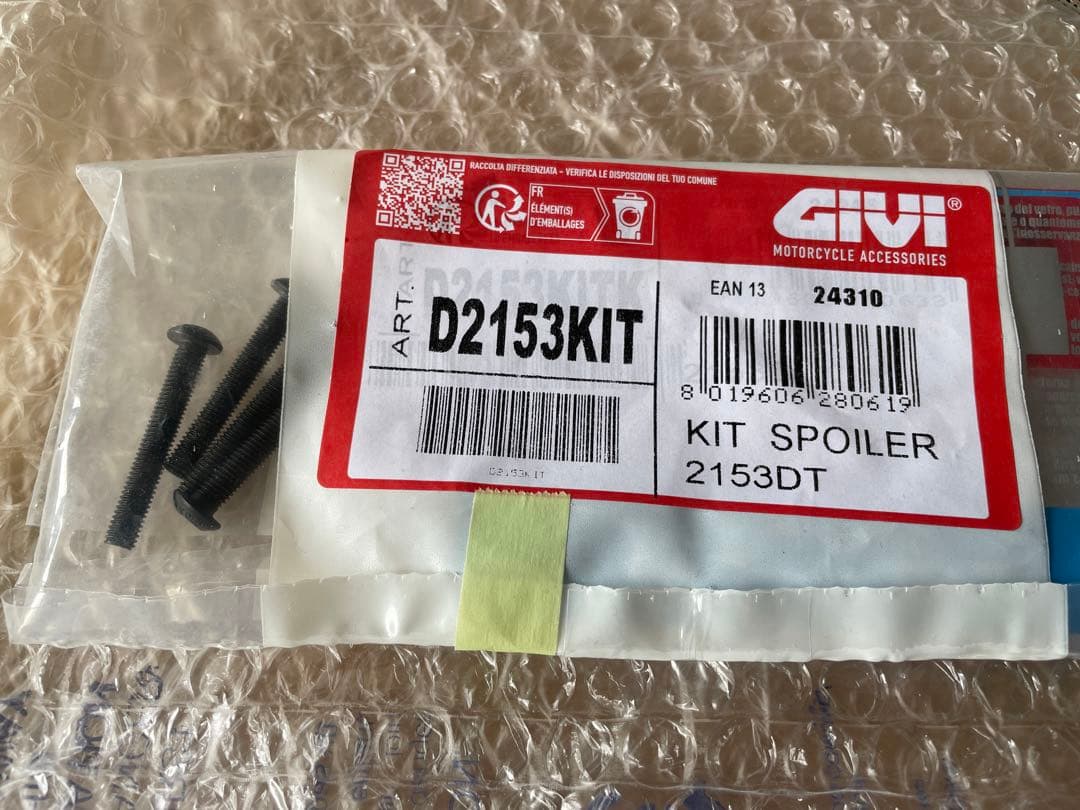 RACCOLTA DIFFERENZIATA - VERIFICA LE DISPOSIZIONI DEL TUO COMUNE
FR
ÉLÉMENT(S)
D'EMBALLAGES
GIVI®
MOTORCYCLE ACCESSORIES
ART.
D2153KIT
D2153KIT
EAN 13 24310
8 019606 280619
KIT SPOILER
2153DT